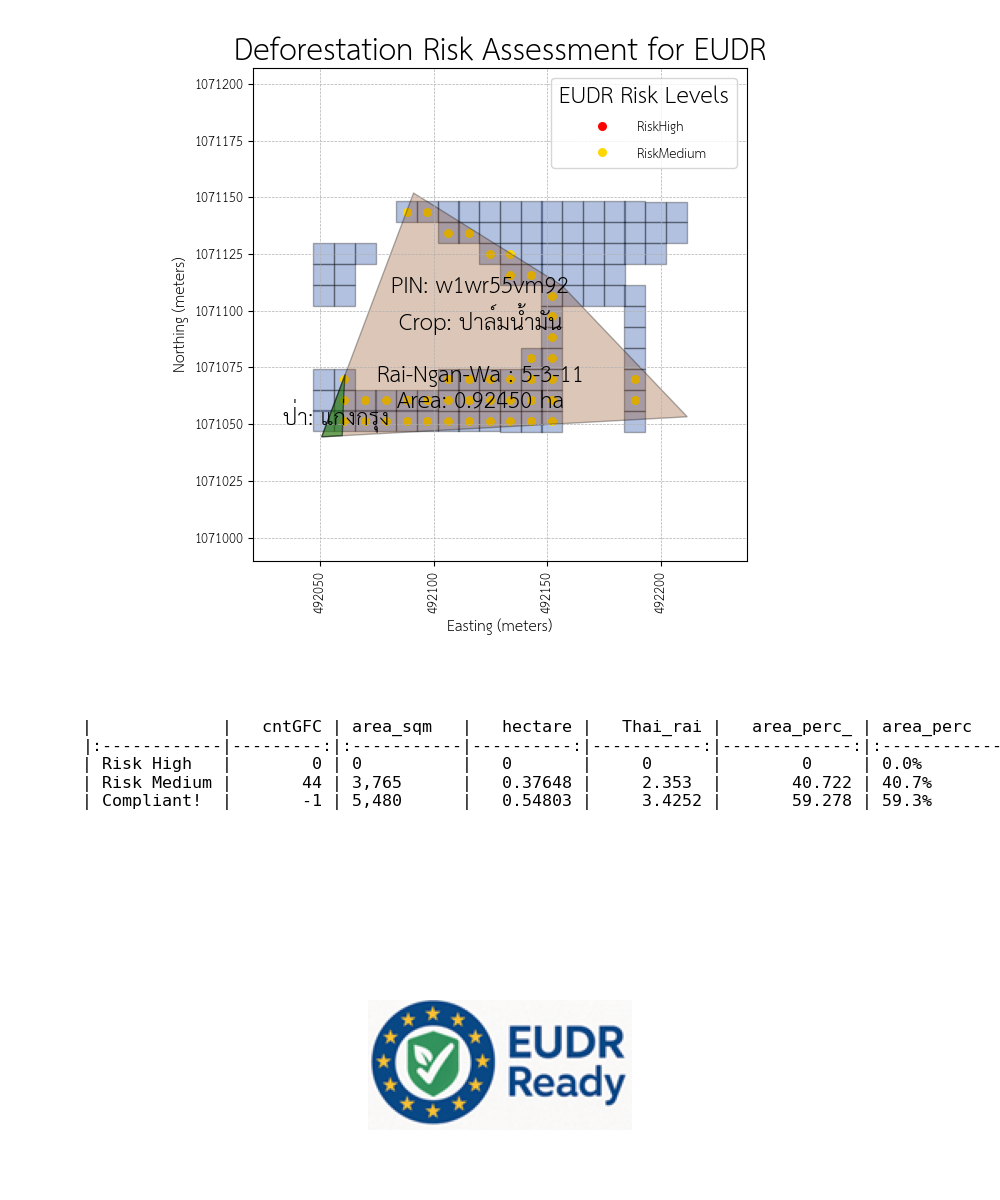 Deforestation Risk Assessment for EUDR
1071200
1071175
1071150
1071125
1071100
1071075
1071050
1071025
1071000
Northing (meters)
EUDR Risk Levels
RiskHigh
RiskMedium
PIN: w1wr55vm92
Crop: ปาล์มน้ำมัน
Rai-Ngan-Wa : 5-3-11
Area: 0.92450 ha
ป่า: แก่งกรุง
492050
492100
492150
492200
Easting (meters)
| | cntGFC | area_sqm | hectare | Thai_rai | area_perc_ | area_perc
|:------------|---------:|:-----------|----------:|-----------:|-------------:|:------------
| Risk High | 0 | 0 | 0 | 0 | 0 | 0.0%
| Risk Medium | 44 | 3,765 | 0.37648 | 2.353 | 40.722 | 40.7%
| Compliant! | -1 | 5,480 | 0.54803 | 3.4252 | 59.278 | 59.3%
EUDR
Ready